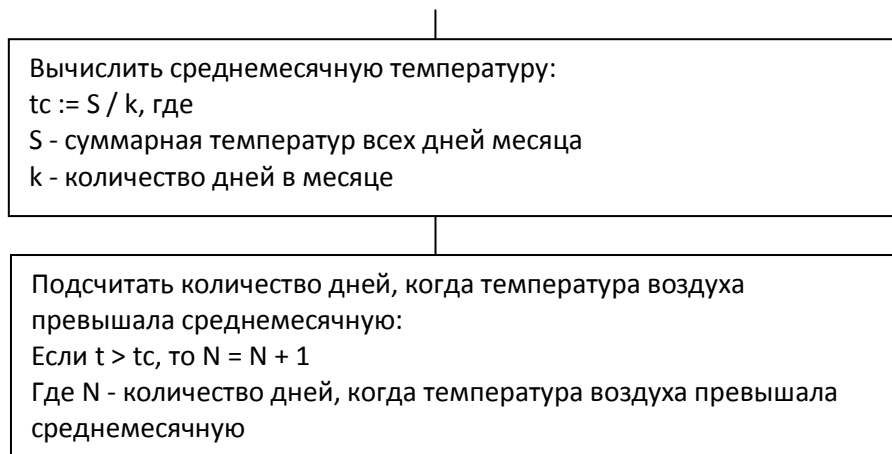 Вычислить среднемесячную температуру:
tc := S / k, где
S - суммарная температур всех дней месяца
k - количество дней в месяце
Подсчитать количество дней, когда температура воздуха
превышала среднемесячную:
Если t > tc, то N = N + 1
Где N - количество дней, когда температура воздуха превышала
среднемесячную